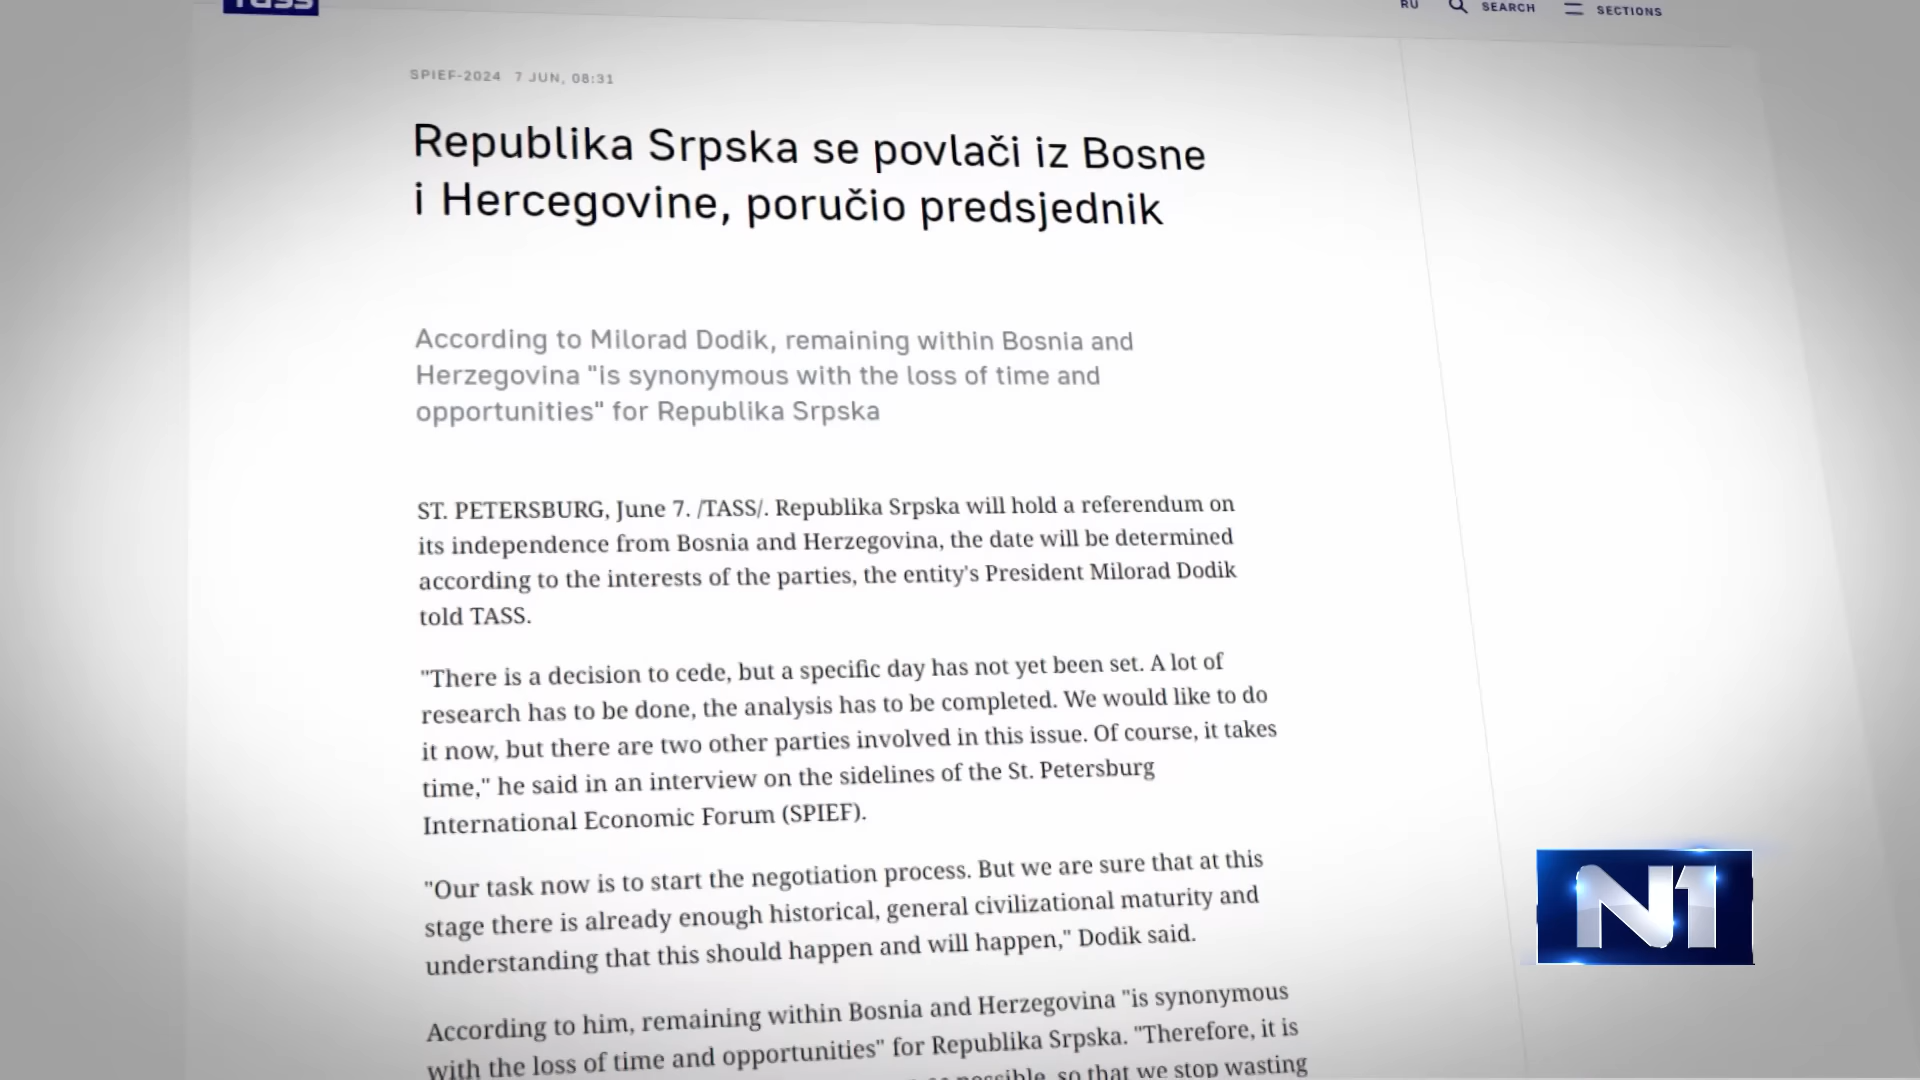 TASS
RU SEARCH SECTIONS
SPIEF-2024 7 JUN, 08:31
Republika Srpska se povlači iz Bosne
i Hercegovine, poručio predsjednik
According to Milorad Dodik, remaining within Bosnia and
Herzegovina "is synonymous with the loss of time and
opportunities" for Republika Srpska
ST. PETERSBURG, June 7. /TASS/. Republika Srpska will hold a referendum on
its independence from Bosnia and Herzegovina, the date will be determined
according to the interests of the parties, the entity's President Milorad Dodik
told TASS.
"There is a decision to cede, but a specific day has not yet been set. A lot of
research has to be done, the analysis has to be completed. We would like to do
it now, but there are two other parties involved in this issue. Of course, it takes
time," he said in an interview on the sidelines of the St. Petersburg
International Economic Forum (SPIEF).
"Our task now is to start the negotiation process. But we are sure that at this
stage there is already enough historical, general civilizational maturity and
understanding that this should happen and will happen," Dodik said.
According to him, remaining within Bosnia and Herzegovina "is synonymous
with the loss of time and opportunities" for Republika Srpska. "Therefore, it is
possible, so that we stop wasting
N1